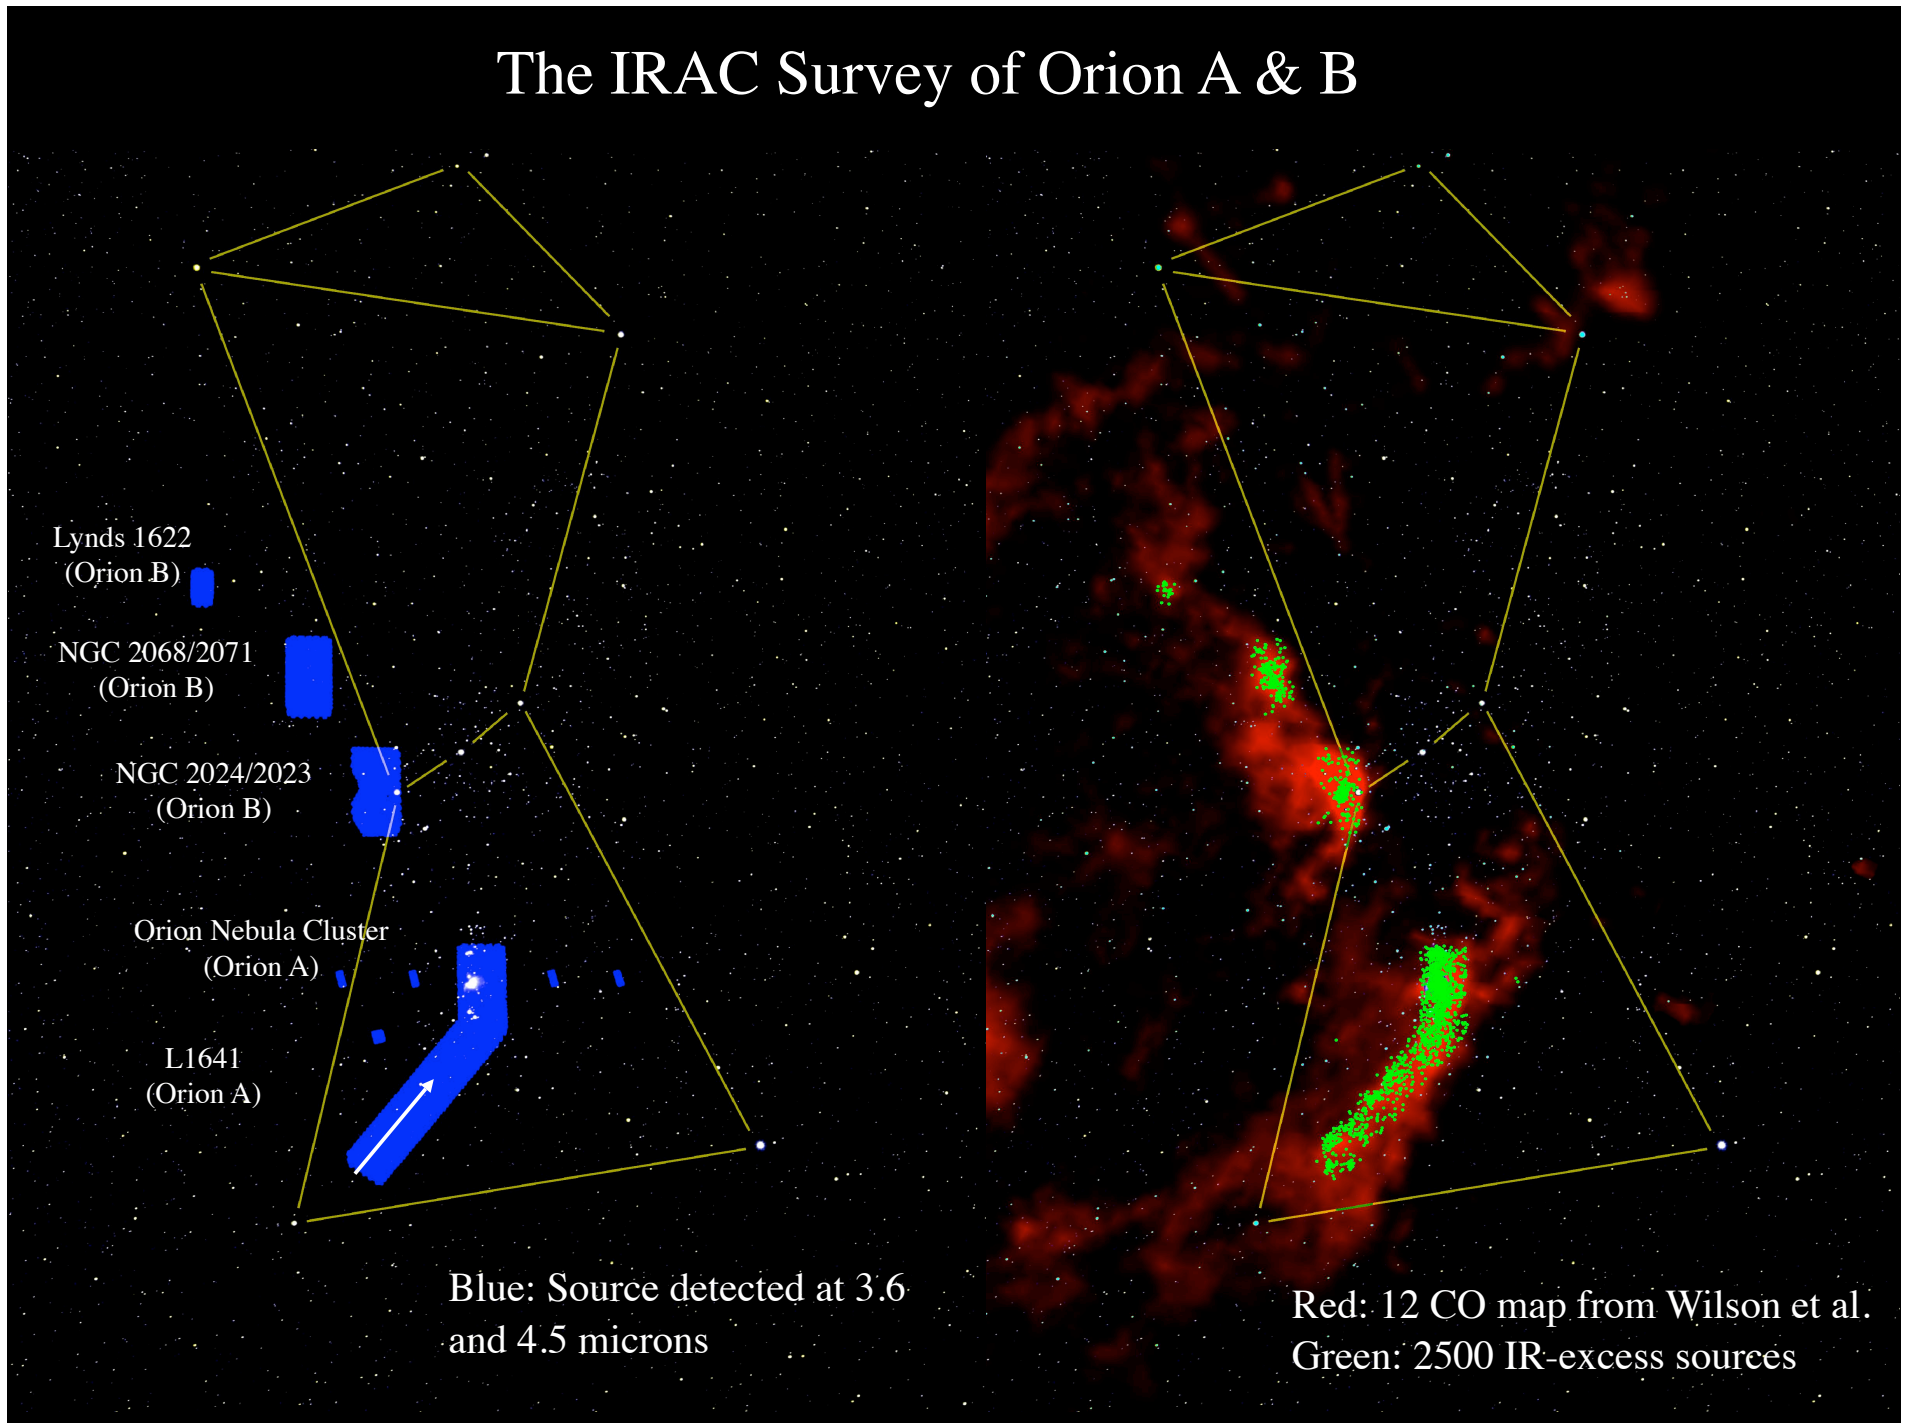 The IRAC Survey of Orion A & B
Lynds 1622
(Orion B)
NGC 2068/2071
(Orion B)
NGC 2024/2023
(Orion B)
Orion Nebula Cluster
(Orion A)
L1641
(Orion A)
Blue: Source detected at 3.6
and 4.5 microns
Red: 12 CO map from Wilson et al.
Green: 2500 IR-excess sources